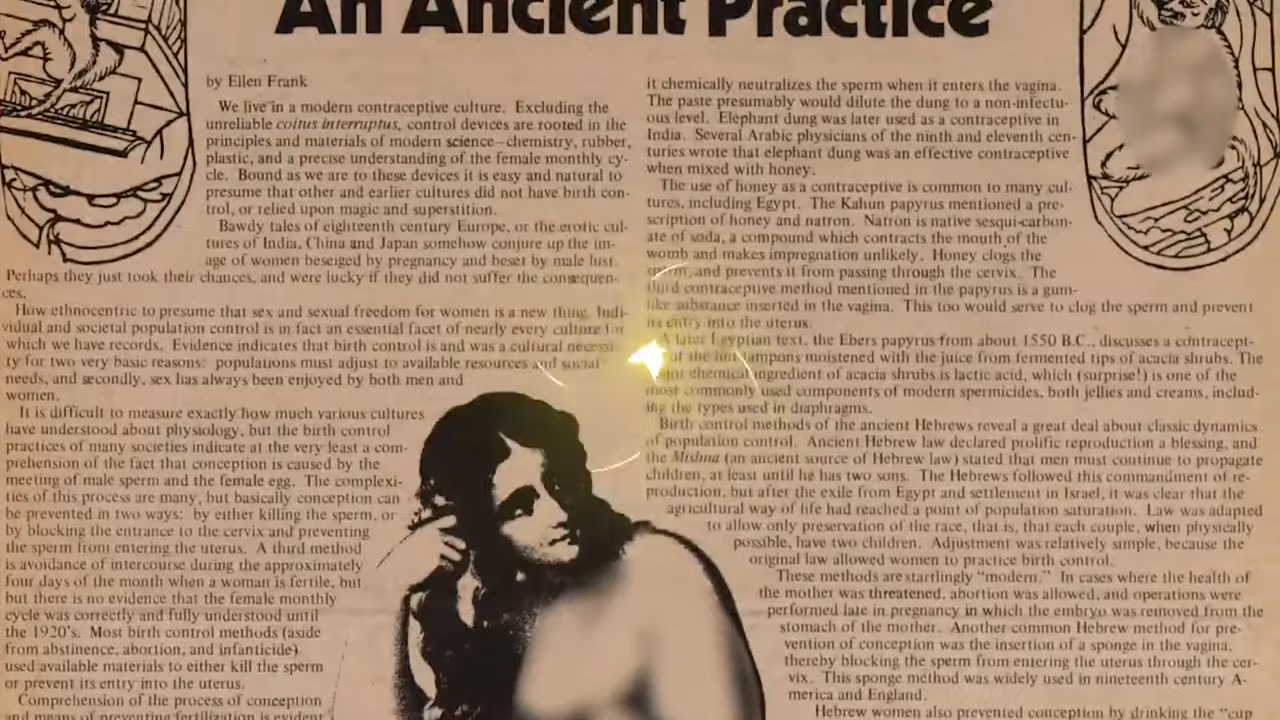 An Ancient Practice
by Ellen Frank
We live in a modern contraceptive culture. Excluding the
unreliable coitus interruptus, control devices are rooted in the
principles and materials of modern science—chemistry, rubber,
plastic, and a precise understanding of the female monthly cy-
cle. Bound as we are to these devices it is easy and natural to
presume that other and earlier cultures did not have birth con-
trol, or relied upon magic and superstition.
Bawdy tales of eighteenth century Europe, or the erotic cul-
tures of India, China and Japan somehow conjure up the im-
age of women beseiged by pregnancy and beset by male lust.
Perhaps they just took their chances, and were lucky if they did not suffer the consequen-
ces.
How ethnocentric to presume that sex and sexual freedom for women is a new thing. Indi-
vidual and societal population control is in fact an essential facet of nearly every culture for
which we have records. Evidence indicates that birth control is and was a cultural necessi-
ty for two very basic reasons: populations must adjust to available resources and social
needs, and secondly, sex has always been enjoyed by both men and
women.
It is difficult to measure exactly how much various cultures
have understood about physiology, but the birth control
practices of many societies indicate at the very least a com-
prehension of the fact that conception is caused by the
meeting of male sperm and the female egg. The complexi-
ties of this process are many, but basically conception can
be prevented in two ways: by either killing the sperm, or
by blocking the entrance to the cervix and preventing
the sperm from entering the uterus. A third method
is avoidance of intercourse during the approximately
four days of the month when a woman is fertile, but
but there is no evidence that the female monthly
cycle was correctly and fully understood until
the 1920's. Most birth control methods (aside
from abstinence, abortion, and infanticide)
used available materials to either kill the sperm
or prevent its entry into the uterus.
Comprehension of the process of conception
and means of preventing fertilization is evident
it chemically neutralizes the sperm when it enters the vagina.
The paste presumably would dilute the dung to a non-infectu-
ous level. Elephant dung was later used as a contraceptive in
India. Several Arabic physicians of the ninth and eleventh cen-
turies wrote that elephant dung was an effective contraceptive
when mixed with honey.
The use of honey as a contraceptive is common to many cul-
tures, including Egypt. The Kahun papyrus mentioned a pre-
scription of honey and natron. Natron is native sesqui-carbon-
ate of soda, a compound which contracts the mouth of the
womb and makes impregnation unlikely. Honey clogs the
sperm, and prevents it from passing through the cervix. The
third contraceptive method mentioned in the papyrus is a gum-
like substance inserted in the vagina. This too would serve to clog the sperm and prevent
its entry into the uterus.
A later Egyptian text, the Ebers papyrus from about 1550 B.C., discusses a contracept-
of the lint tampons moistened with the juice from fermented tips of acacia shrubs. The
major chemical ingredient of acacia shrubs is lactic acid, which (surprise!) is one of the
most commonly used components of modern spermicides, both jellies and creams, includ-
ing the types used in diaphragms.
Birth control methods of the ancient Hebrews reveal a great deal about classic dynamics
of population control. Ancient Hebrew law declared prolific reproduction a blessing, and
the Mishna (an ancient source of Hebrew law) stated that men must continue to propagate
children, at least until he has two sons. The Hebrews followed this commandment of re-
production, but after the exile from Egypt and settlement in Israel, it was clear that the
agricultural way of life had reached a point of population saturation. Law was adapted
to allow only preservation of the race, that is, that each couple, when physically
possible, have two children. Adjustment was relatively simple, because the
original law allowed women to practice birth control.
These methods are startlingly "modern." In cases where the health of
the mother was threatened, abortion was allowed, and operations were
performed late in pregnancy in which the embryo was removed from the
stomach of the mother. Another common Hebrew method for pre-
vention of conception was the insertion of a sponge in the vagina,
thereby blocking the sperm from entering the uterus through the cer-
vix. This sponge method was widely used in nineteenth century A-
merica and England.
Hebrew women also prevented conception by drinking the "cup